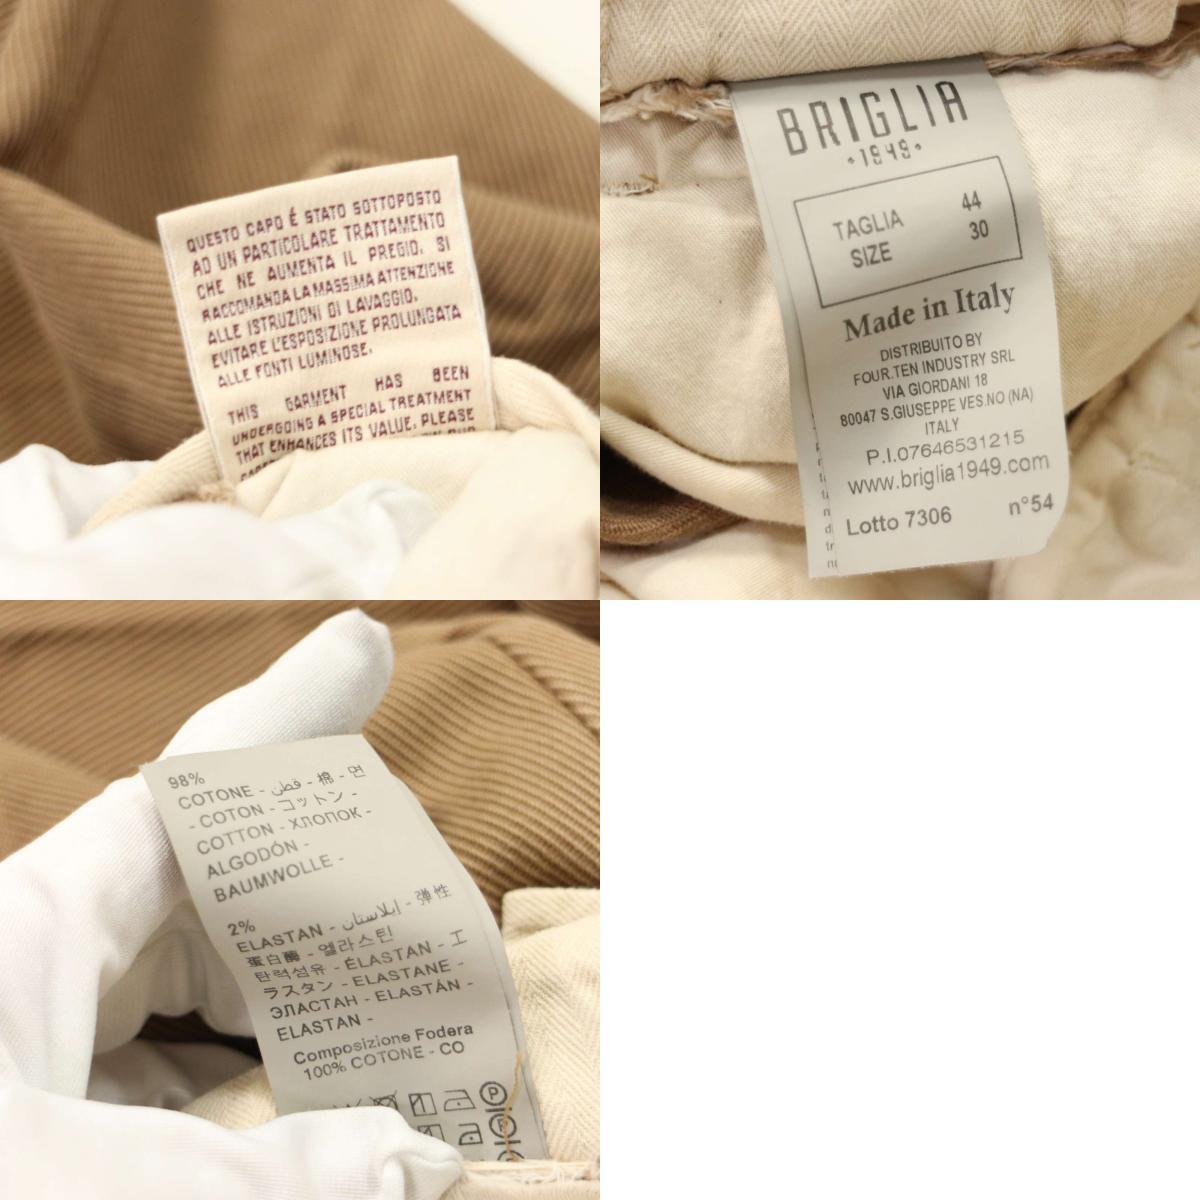 QUESTO CAPO É STATO SOTTOPOSTO
AD UN PARTICOLARE TRATTAMENTO
CHE NE AUMENTA IL PREGIO. SI
RACCOMANDA LA MASSIMA ATTENZIONE
ALLE ISTRUZIONI DI LAVAGGIO.
EVITARE L'ESPOSIZIONE PROLUNGATA
ALLE FONTI LUMINOSE.
THIS GARMENT HAS BEEN
UNDERGOING A SPECIAL TREATMENT
THAT ENHANCES ITS VALUE. PLEASE
BRIGLIA
•1949•
TAGLIA 44
SIZE 30
Made in Italy
DISTRIBUITO BY
FOUR.TEN INDUSTRY SRL
VIA GIORDANI 18
80047 S.GIUSEPPE VES.NO (NA)
ITALY
P.I.07646531215
www.briglia1949.com
Lotto 7306 n°54
98%
COTONE - قطن - 棉 - 면
- COTON - コットン -
COTTON - ХЛОПОК -
ALGODÓN -
BAUMWOLLE -
2%
ELASTAN - إيلاستان - 弹性
蛋白酶 - 엘라스틴
탄력섬유 - ÉLASTAN - エ
ラスタン - ELASTANE -
ЭЛАСТАН - ELASTÁN -
ELASTAN -
Composizione Fodera
100% COTONE - CO
P